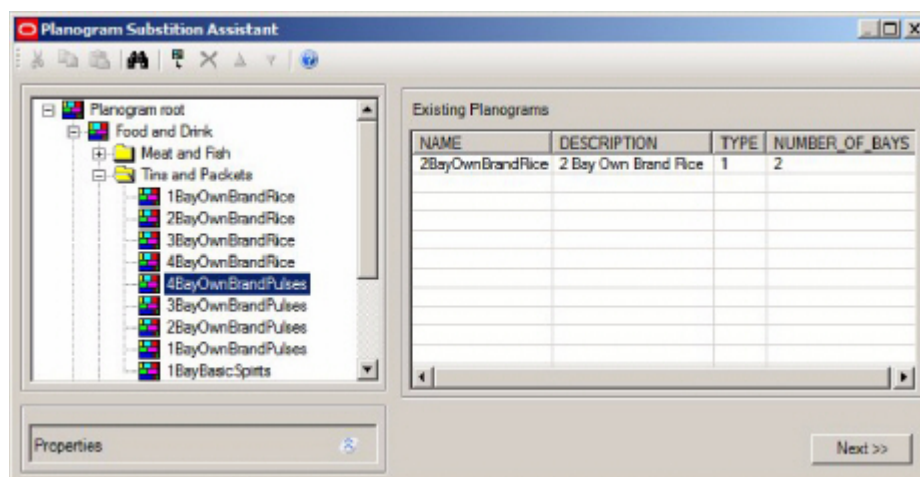 Planogram Substition Assistant
Planogram root
Food and Drink
Meat and Fish
Tins and Packets
1BayOwnBrandRice
2BayOwnBrandRice
3BayOwnBrandRice
4BayOwnBrandRice
4BayOwnBrandPulses
3BayOwnBrandPulses
2BayOwnBrandPulses
1BayOwnBrandPulses
1BayBasicSpirits
Properties
Existing Planograms
NAME DESCRIPTION TYPE NUMBER_OF_BAYS
2BayOwnBrandRice 2 Bay Own Brand Rice 1 2
Next >>